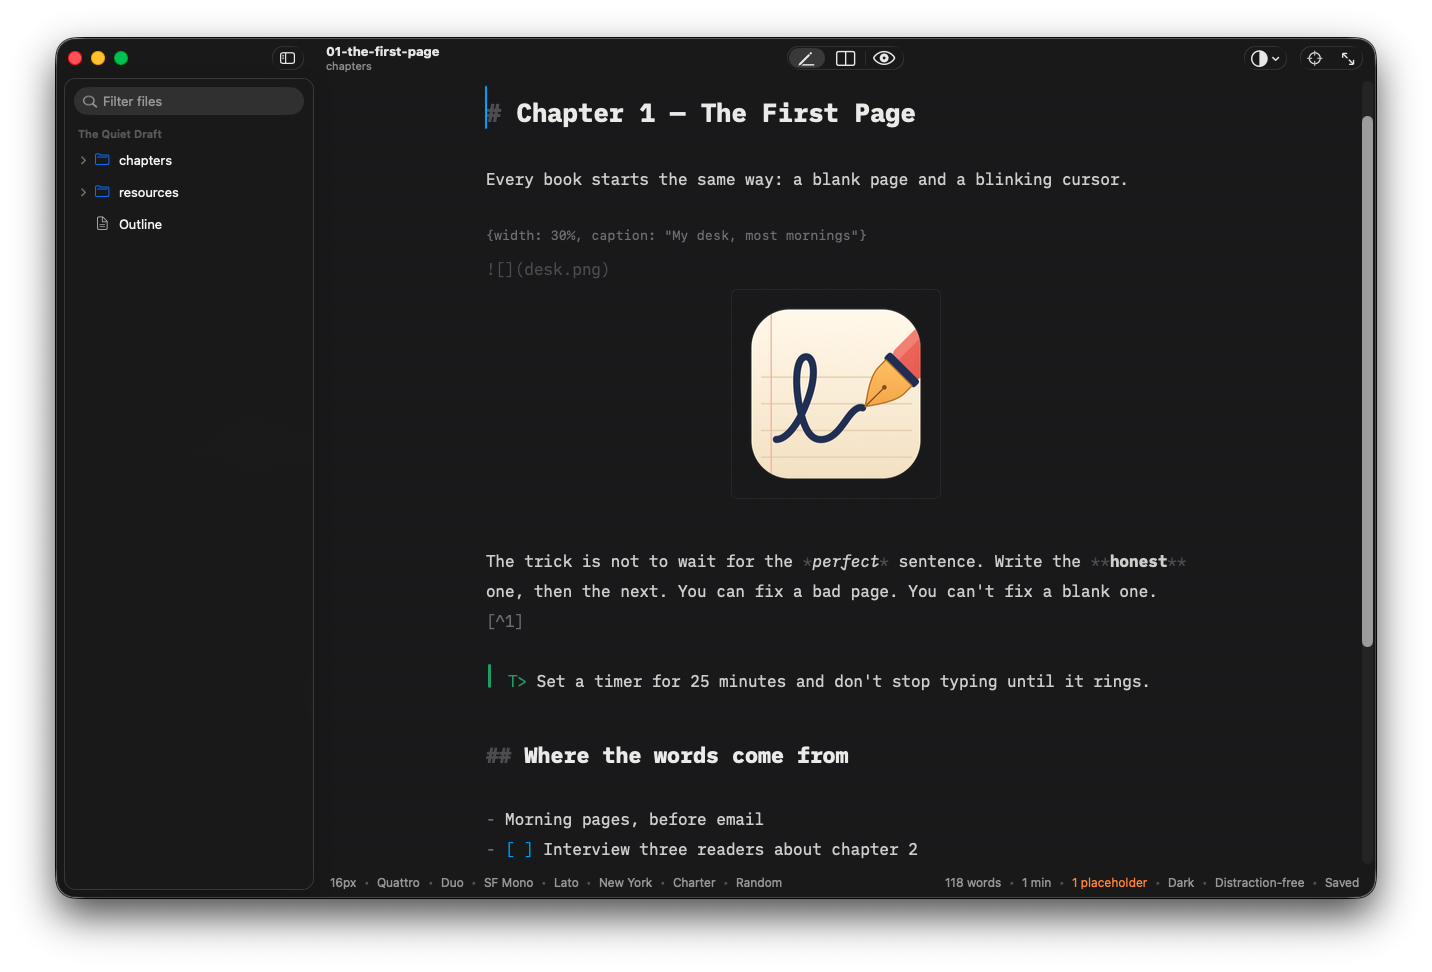 01-the-first-page
chapters
Filter files
The Quiet Draft
chapters
resources
Outline
# Chapter 1 — The First Page
Every book starts the same way: a blank page and a blinking cursor.
{width: 30%, caption: "My desk, most mornings"}
![](desk.png)
The trick is not to wait for the *perfect* sentence. Write the **honest**
one, then the next. You can fix a bad page. You can't fix a blank one.
[^1]
T> Set a timer for 25 minutes and don't stop typing until it rings.
## Where the words come from
- Morning pages, before email
- [ ] Interview three readers about chapter 2
16px • Quattro • Duo • SF Mono • Lato • New York • Charter • Random
118 words • 1 min • 1 placeholder • Dark • Distraction-free • Saved